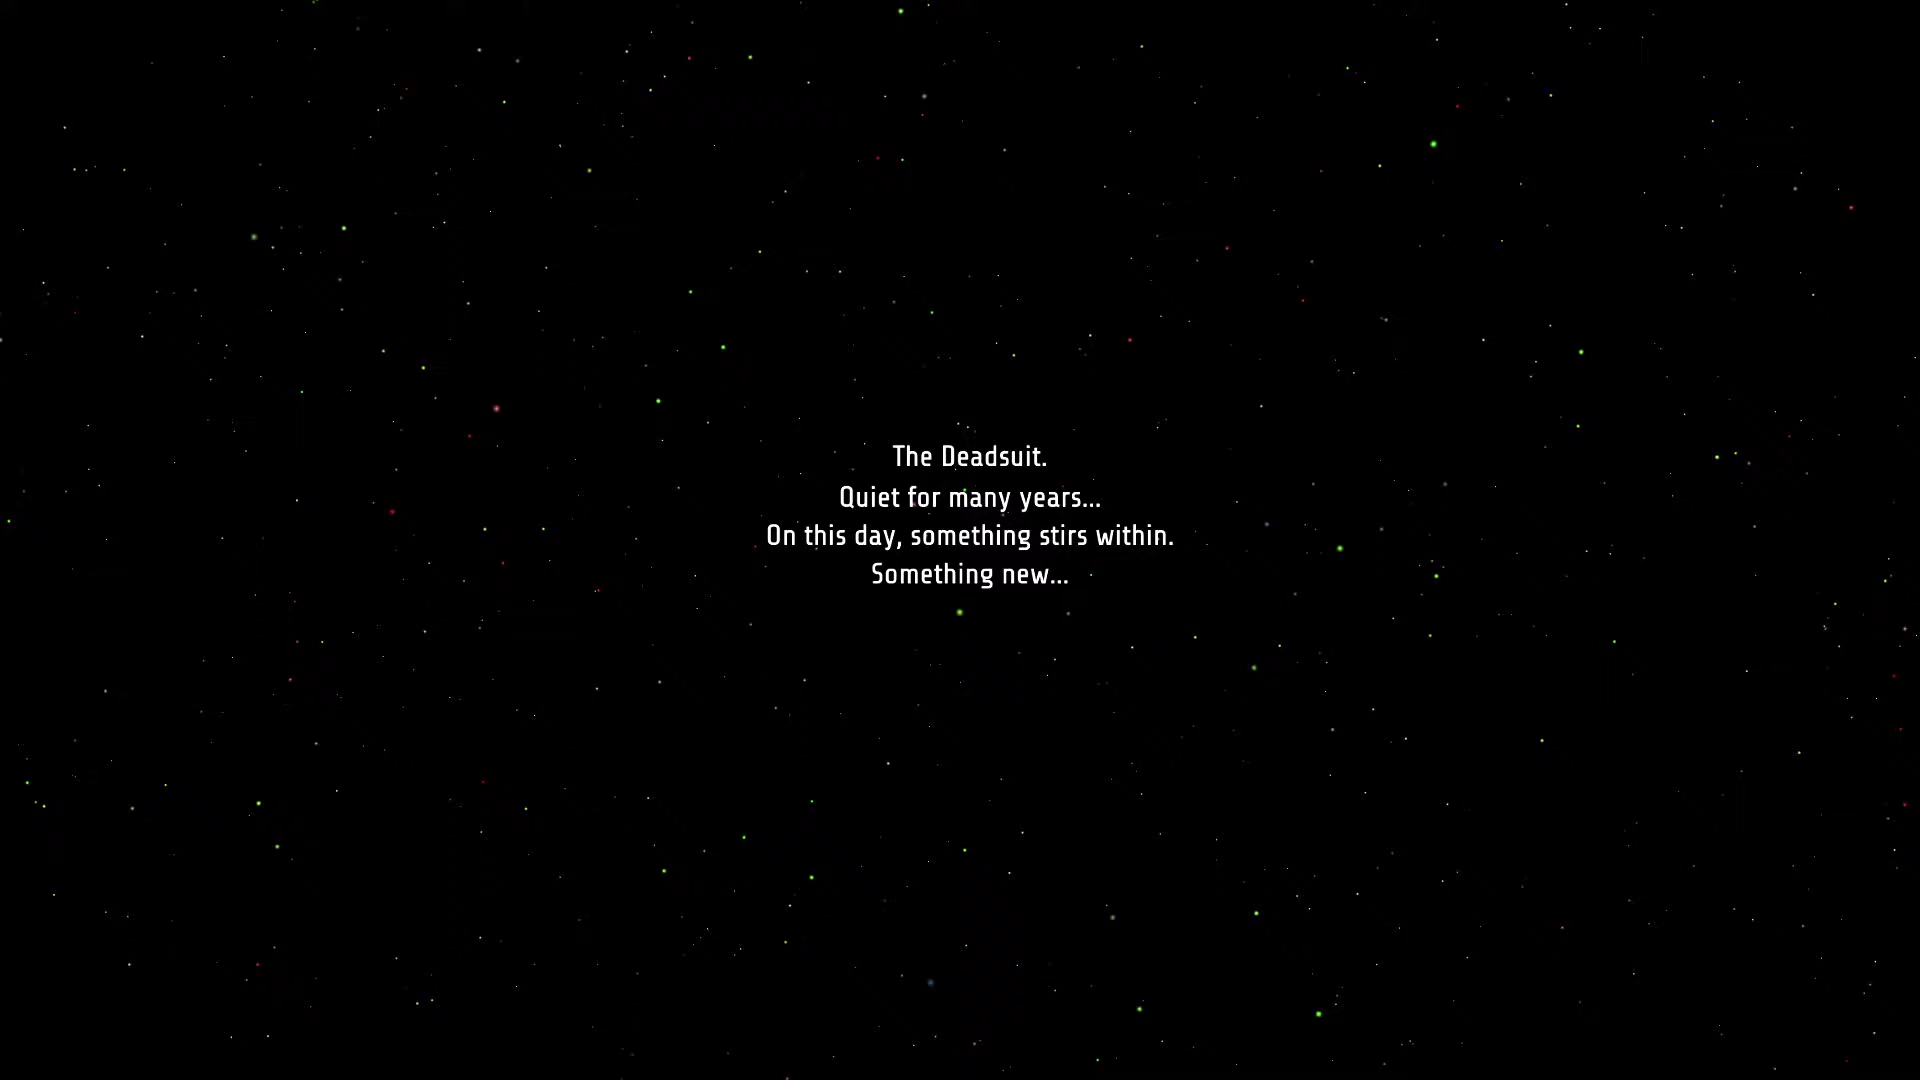 The Deadsuit.
Quiet for many years...
On this day, something stirs within.
Something new...